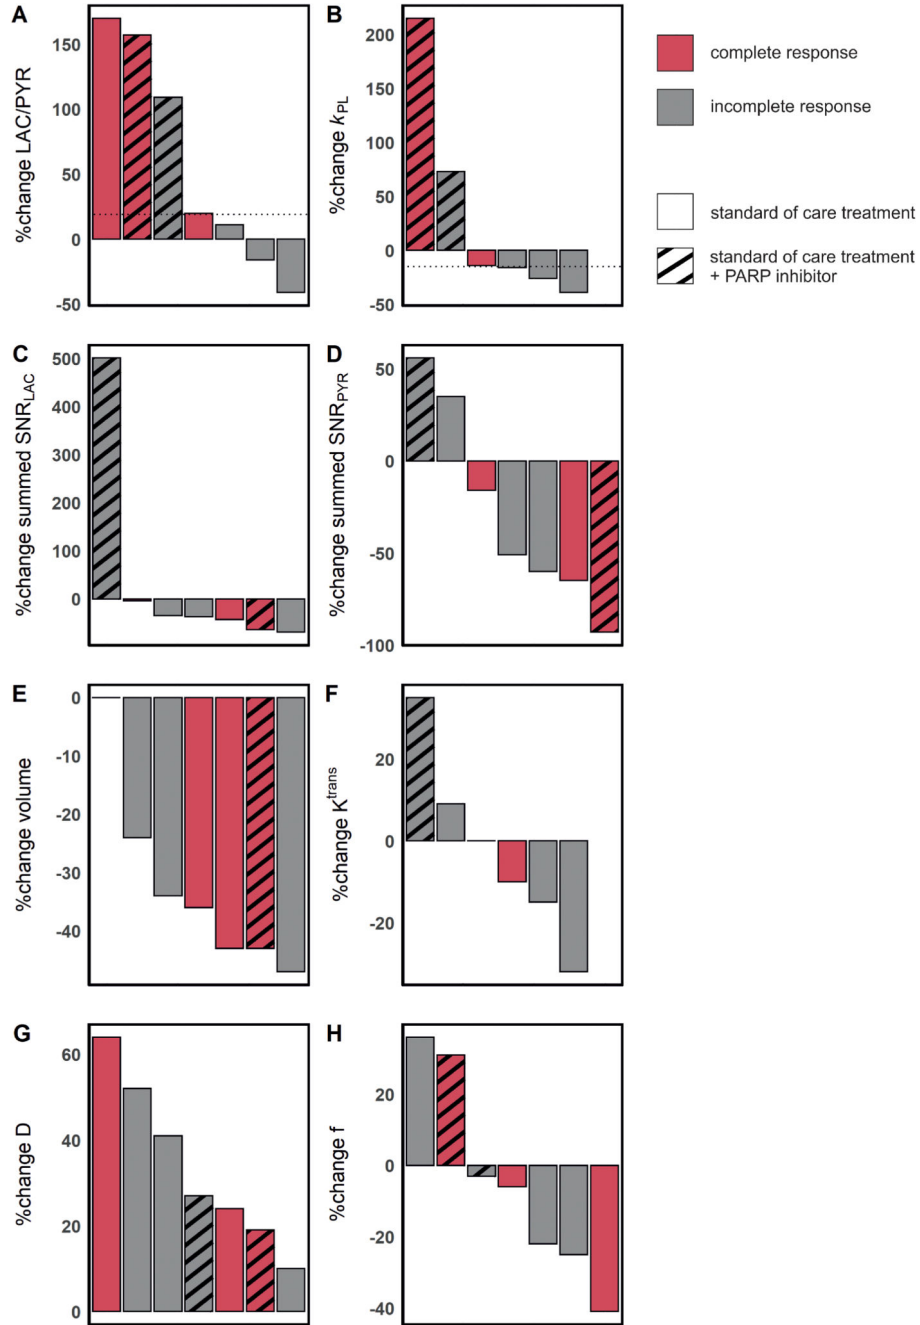 A
%change LAC/PYR
150
100
50
0
-50
B
%change kPL
200
150
100
50
0
-50
complete response
incomplete response
standard of care treatment
standard of care treatment
+ PARP inhibitor
C
%change summed SNRLAC
500
400
300
200
100
0
D
%change summed SNRPYR
50
0
-50
-100
E
%change volume
0
-10
-20
-30
-40
F
%change Ktrans
20
0
-20
G
%change D
60
40
20
0
H
%change f
20
0
-20
-40